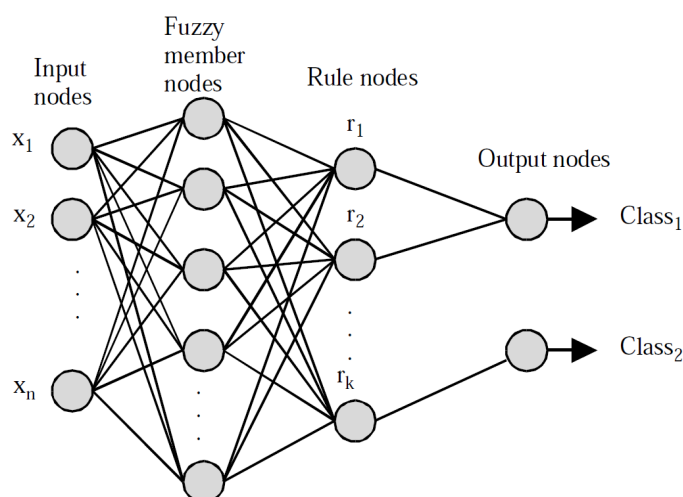 Input
nodes
Fuzzy
member
nodes
Rule nodes
Output nodes
x1
x2
. . .
xn
. . .
r1
r2
. . .
rk
Class1
Class2